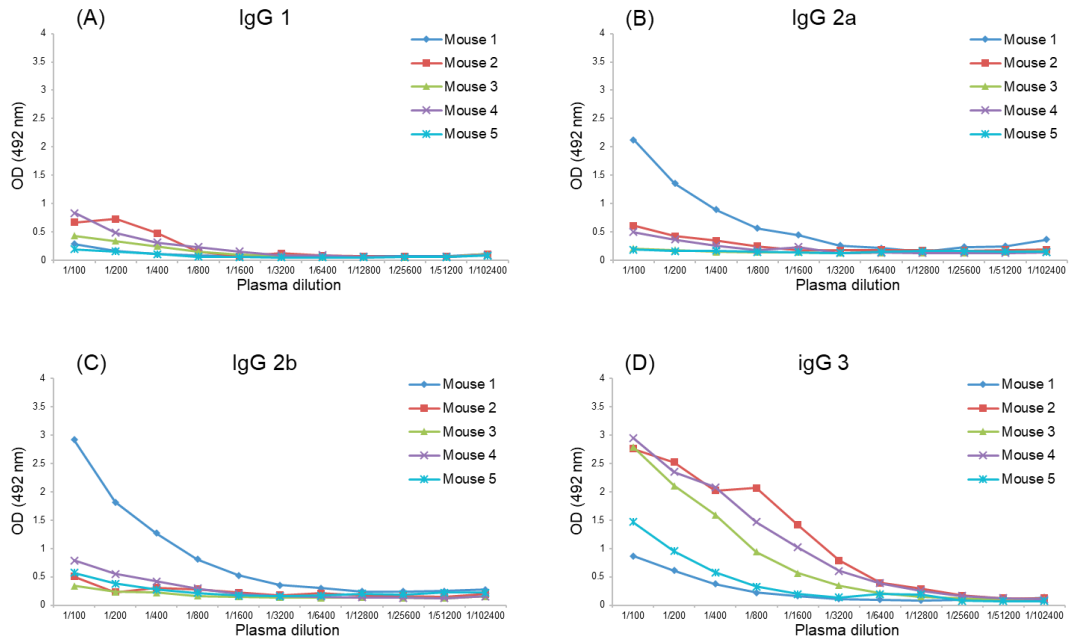 (A) IgG 1
4
3.5
3
2.5
2
1.5
1
0.5
0
OD (492 nm)
1/100 1/200 1/400 1/800 1/1600 1/3200 1/6400 1/12800 1/25600 1/51200 1/102400
Plasma dilution
Mouse 1
Mouse 2
Mouse 3
Mouse 4
Mouse 5
(B) IgG 2a
4
3.5
3
2.5
2
1.5
1
0.5
0
OD (492 nm)
1/100 1/200 1/400 1/800 1/1600 1/3200 1/6400 1/12800 1/25600 1/51200 1/102400
Plasma dilution
Mouse 1
Mouse 2
Mouse 3
Mouse 4
Mouse 5
(C) IgG 2b
4
3.5
3
2.5
2
1.5
1
0.5
0
OD (492 nm)
1/100 1/200 1/400 1/800 1/1600 1/3200 1/6400 1/12800 1/25600 1/51200 1/102400
Plasma dilution
Mouse 1
Mouse 2
Mouse 3
Mouse 4
Mouse 5
(D) igG 3
4
3.5
3
2.5
2
1.5
1
0.5
0
OD (492 nm)
1/100 1/200 1/400 1/800 1/1600 1/3200 1/6400 1/12800 1/25600 1/51200 1/102400
Plasma dilution
Mouse 1
Mouse 2
Mouse 3
Mouse 4
Mouse 5